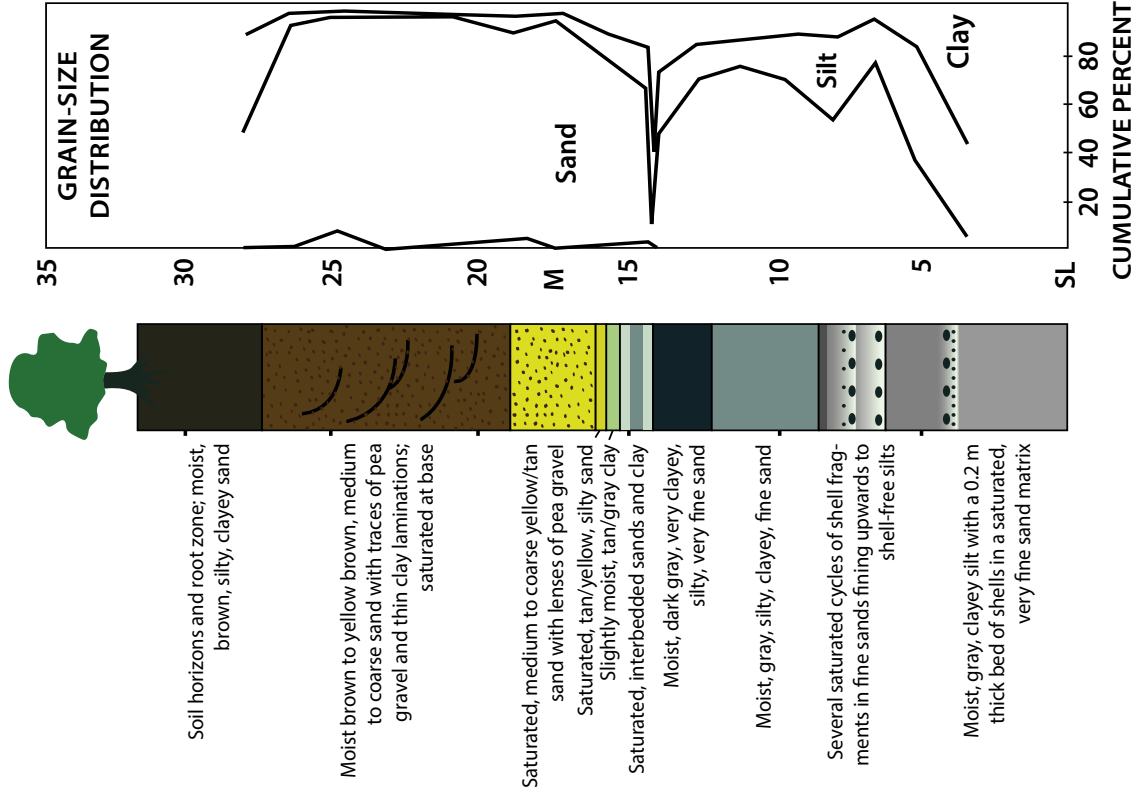 GRAIN-SIZE
DISTRIBUTION
Sand
Silt
Clay
80
60
40
20
CUMULATIVE PERCENT
35
30
25
20
M
15
10
5
SL
Soil horizons and root zone; moist,
brown, silty, clayey sand
Moist brown to yellow brown, medium
to coarse sand with traces of pea
gravel and thin clay laminations;
saturated at base
Saturated, medium to coarse yellow/tan
sand with lenses of pea gravel
Saturated, tan/yellow, silty sand
Slightly moist, tan/gray clay
Saturated, interbedded sands and clay
Moist, dark gray, very clayey,
silty, very fine sand
Moist, gray, silty, clayey, fine sand
Several saturated cycles of shell frag-
ments in fine sands fining upwards to
shell-free silts
Moist, gray, clayey silt with a 0.2 m
thick bed of shells in a saturated,
very fine sand matrix